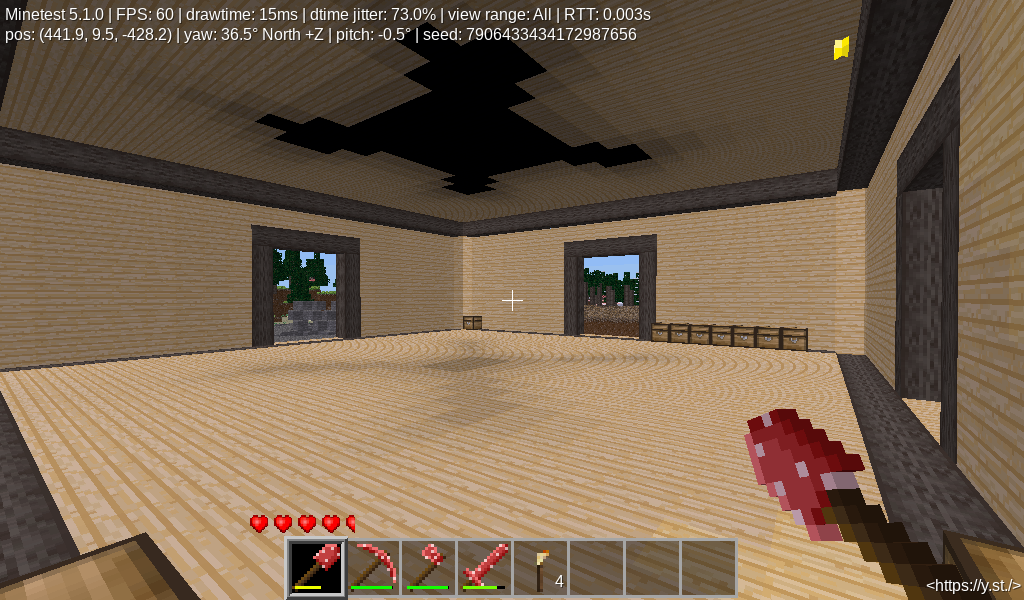 Minetest 5.1.0 | FPS: 60 | drawtime: 15ms | dtime jitter: 73.0% | view range: All | RTT: 0.003s
pos: (441.9, 9.5, -428.2) | yaw: 36.5° North +Z | pitch: -0.5° | seed: 7906433434172987656
4
<https://y.st./>